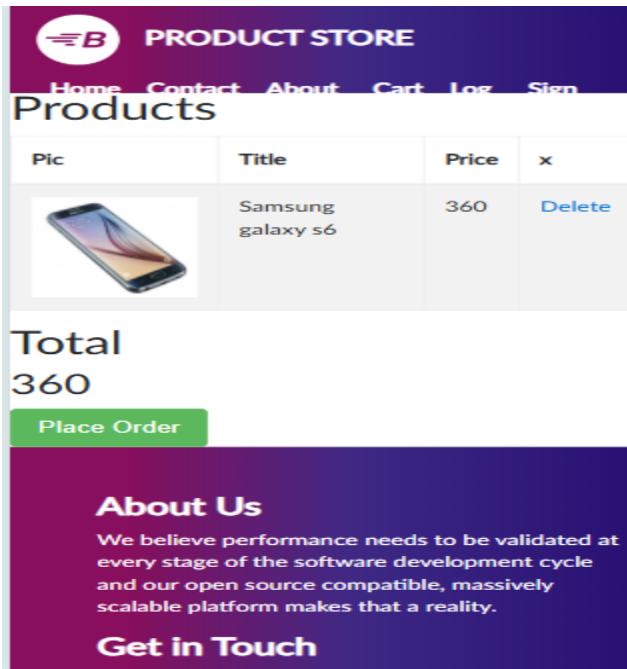 B PRODUCT STORE
Home Contact About Cart Log Sign
Products
Pic Title Price x
Samsung 360 Delete
galaxy s6
Total
360
Place Order
About Us
We believe performance needs to be validated at
every stage of the software development cycle
and our open source compatible, massively
scalable platform makes that a reality.
Get in Touch